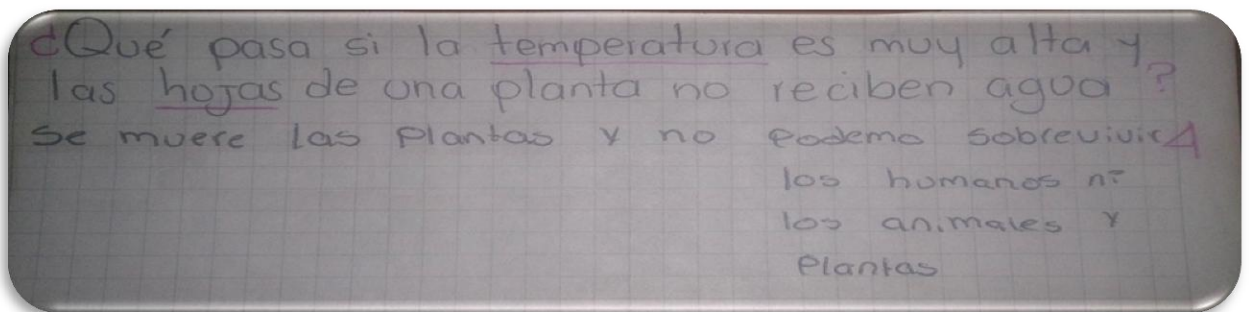 ¿Qué pasa si la temperatura es muy alta y
las hojas de una planta no reciben agua?
se muere las plantas y no podemo sobrevivir
los humanos ni
los animales y
plantas